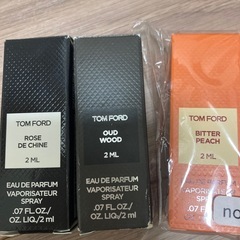 TOM FORD
ROSE
DE CHINE
2 ML
EAU DE PARFUM
VAPORISATEUR
SPRAY
.07 FL.OZ./
OZ. LIQ./2 ml
TOM FORD
OUD
WOOD
2 ML
EAU DE PARFUM
VAPORISATEUR
SPRAY
.07 FL.OZ./
OZ. LIQ./2 ml
TOM FORD
BITTER
PEACH
2 ML
SPRAY
.07 FL.OZ